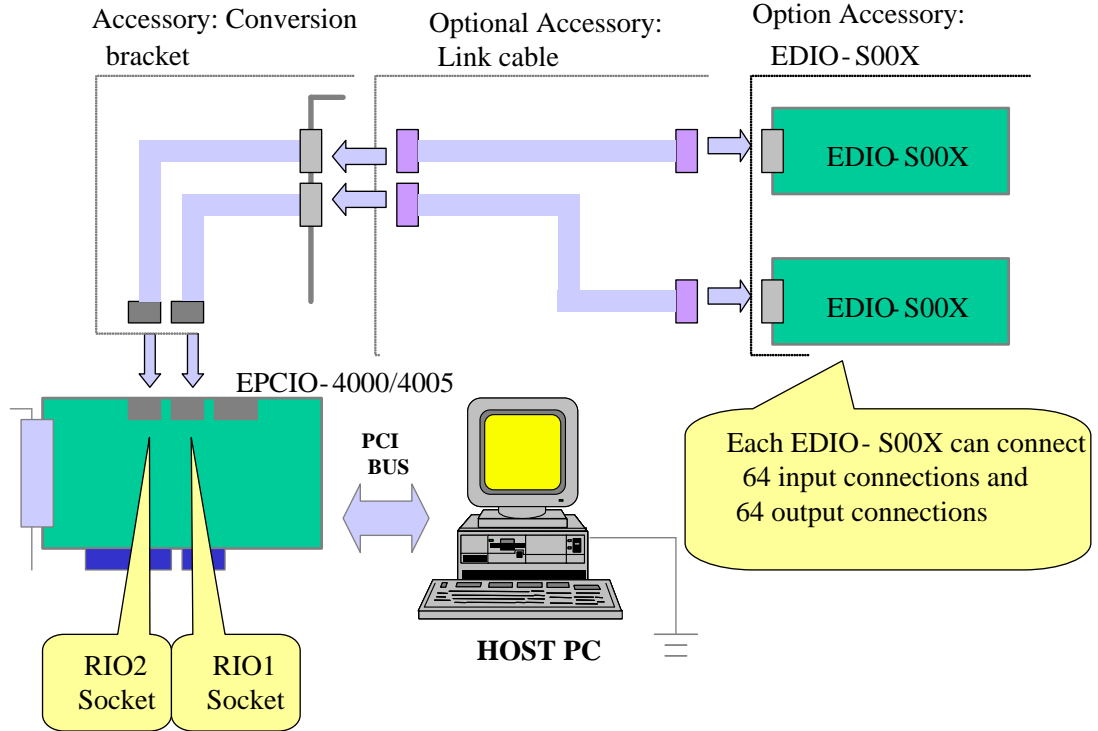 Accessory: Conversion
bracket
Optional Accessory:
Link cable
Option Accessory:
EDIO-S00X
EDIO-S00X
EDIO-S00X
EPCIO-4000/4005
PCI
BUS
Each EDIO-S00X can connect
64 input connections and
64 output connections
HOST PC
RIO2
Socket
RIO1
Socket